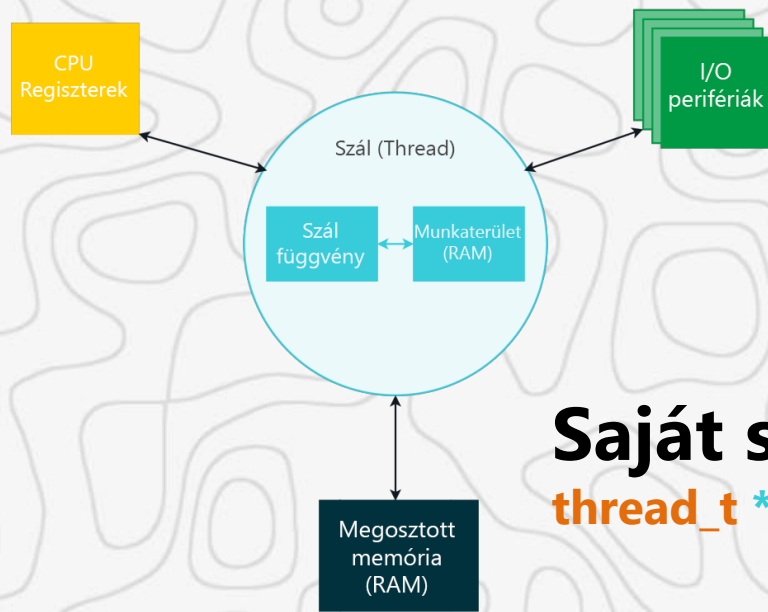 CPU
Regiszterek
I/O
perifériák
Szál (Thread)
Szál
függvény
Munkaterület
(RAM)
Saját
thread_t *
Megosztott
memória
(RAM)